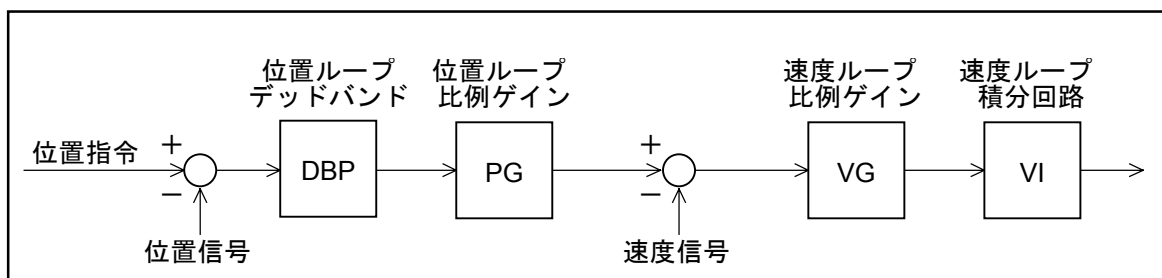 位置ループ
デッドバンド
位置ループ
比例ゲイン
速度ループ
比例ゲイン
速度ループ
積分回路
位置指令
+
−
DBP
PG
+
−
VG
VI
位置信号
速度信号